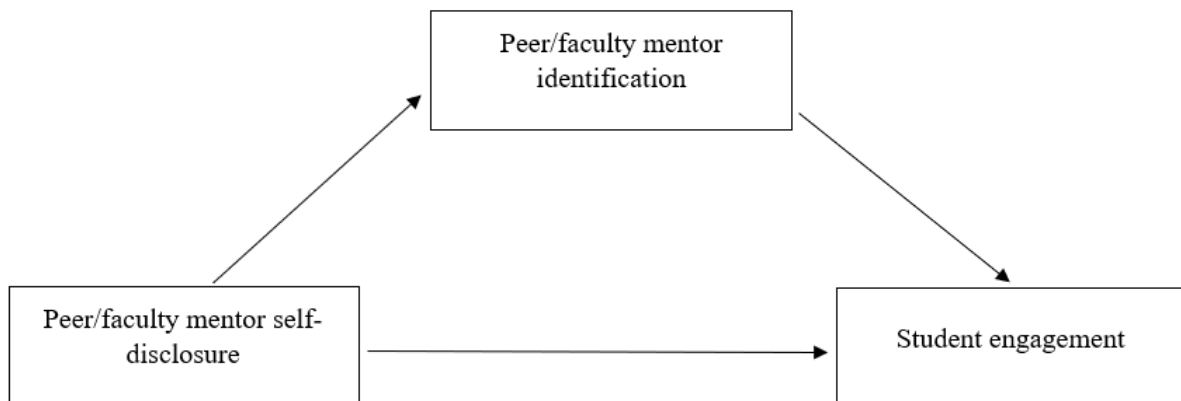 Peer/faculty mentor
identification
Peer/faculty mentor self-
disclosure
Student engagement